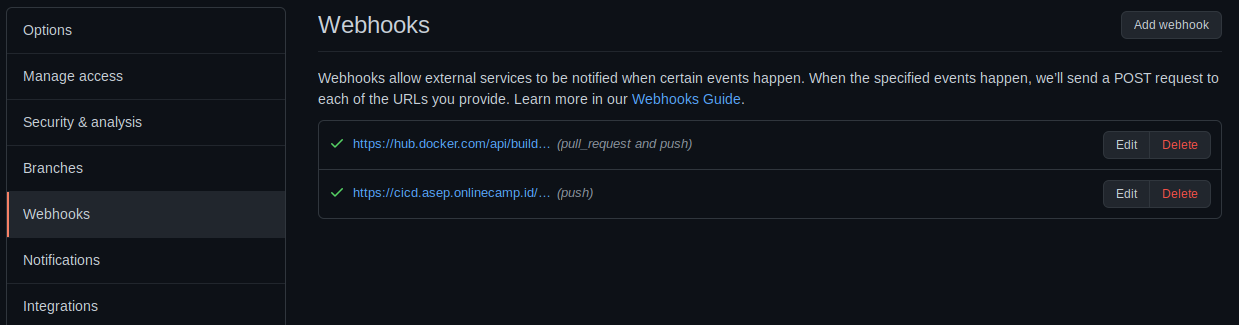 Options
Manage access
Security & analysis
Branches
Webhooks
Notifications
Integrations
Webhooks
Add webhook
Webhooks allow external services to be notified when certain events happen. When the specified events happen, we'll send a POST request to
each of the URLs you provide. Learn more in our Webhooks Guide.
https://hub.docker.com/api/build… (pull_request and push)
Edit
Delete
https://cicd.asep.onlinecamp.id/… (push)
Edit
Delete